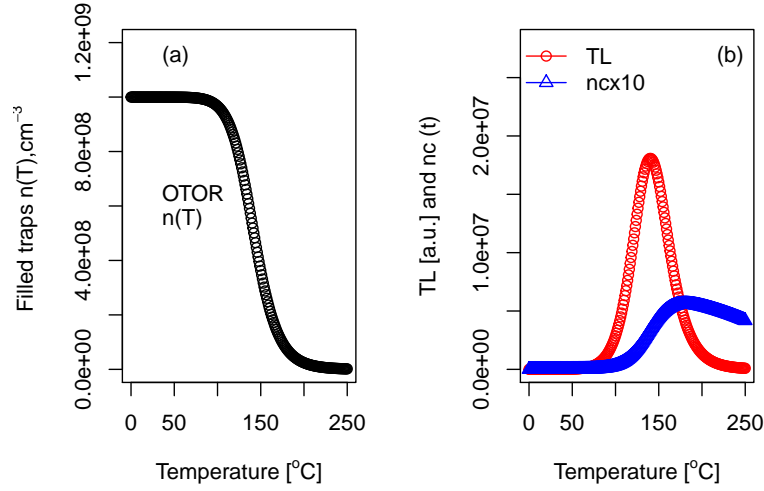 (a)
Filled traps n(T),cm⁻³
0.0e+00 4.0e+08 8.0e+08 1.2e+09
OTOR
n(T)
0 50 150 250
Temperature [°C]
(b)
TL
ncx10
TL [a.u.] and nc (t)
0.0e+00 1.0e+07 2.0e+07
0 50 150 250
Temperature [°C]